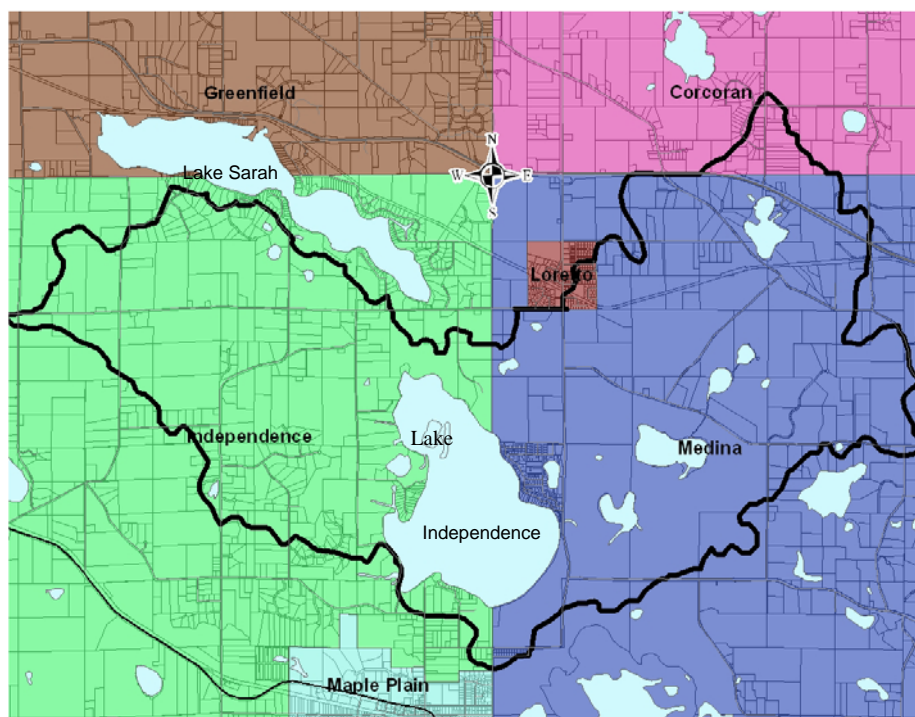 Greenfield
Corcoran
N
Lake Sarah
W
E
S
Loretto
Lake
Independence
Medina
Independence
Maple Plain